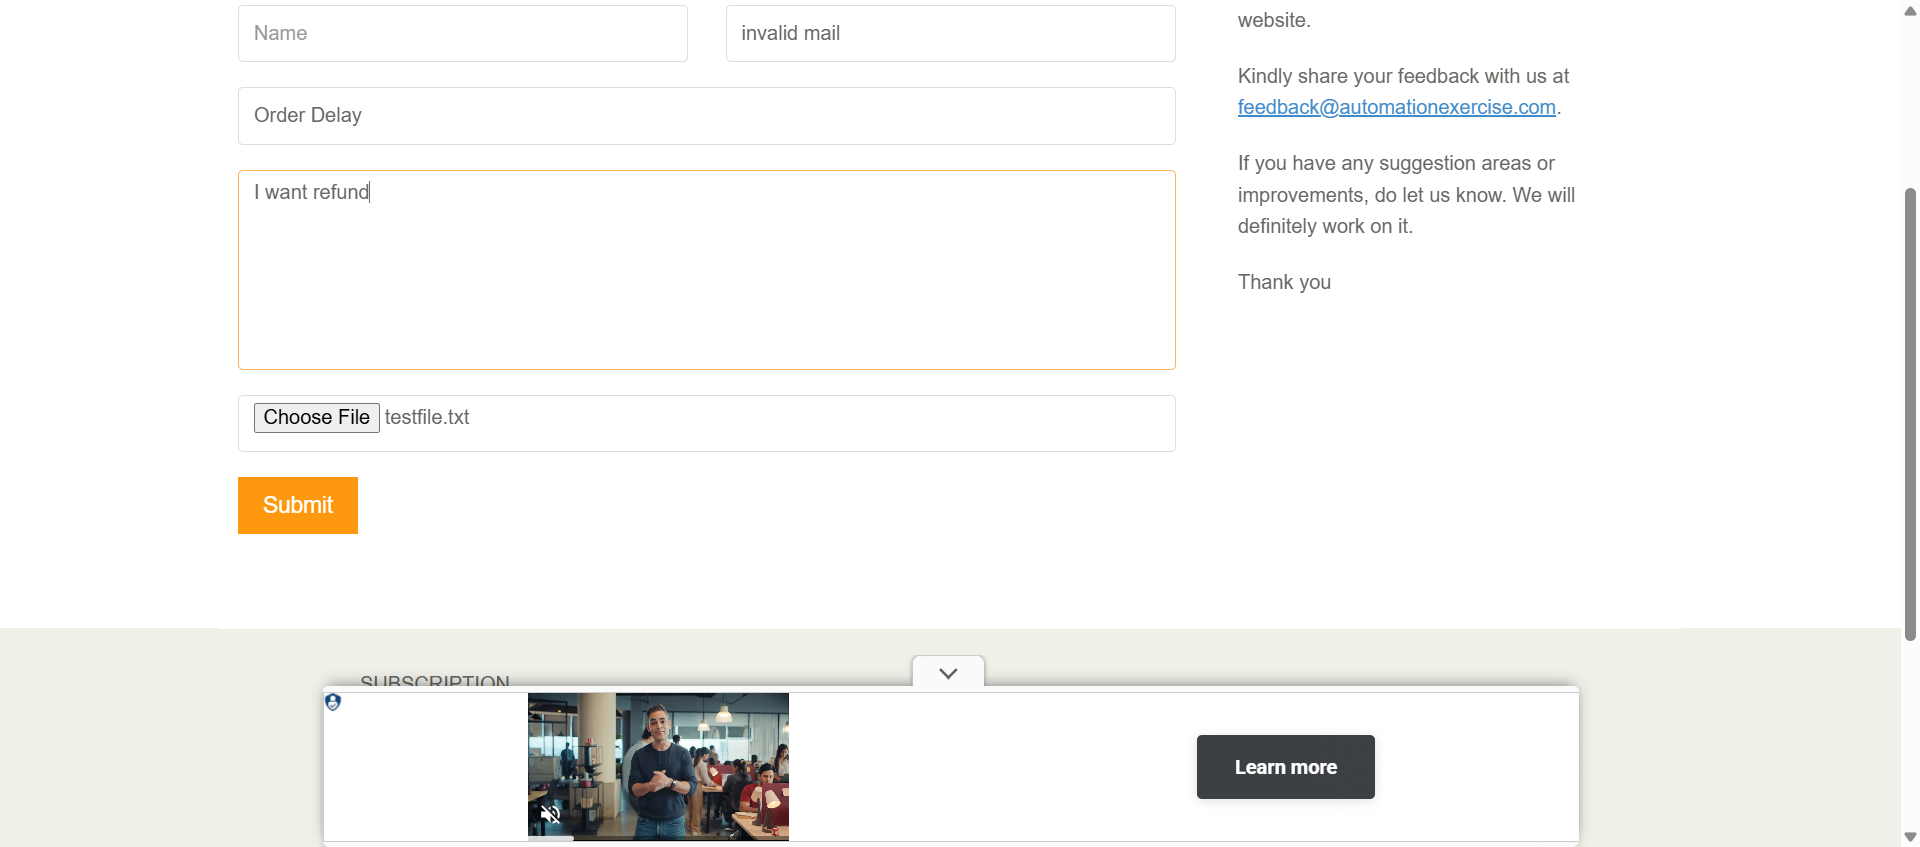 Name
invalid mail
Order Delay
I want refund
Choose File testfile.txt
Submit
website.
Kindly share your feedback with us at
feedback@automationexercise.com.
If you have any suggestion areas or
improvements, do let us know. We will
definitely work on it.
Thank you
SUBSCRIPTION
Learn more